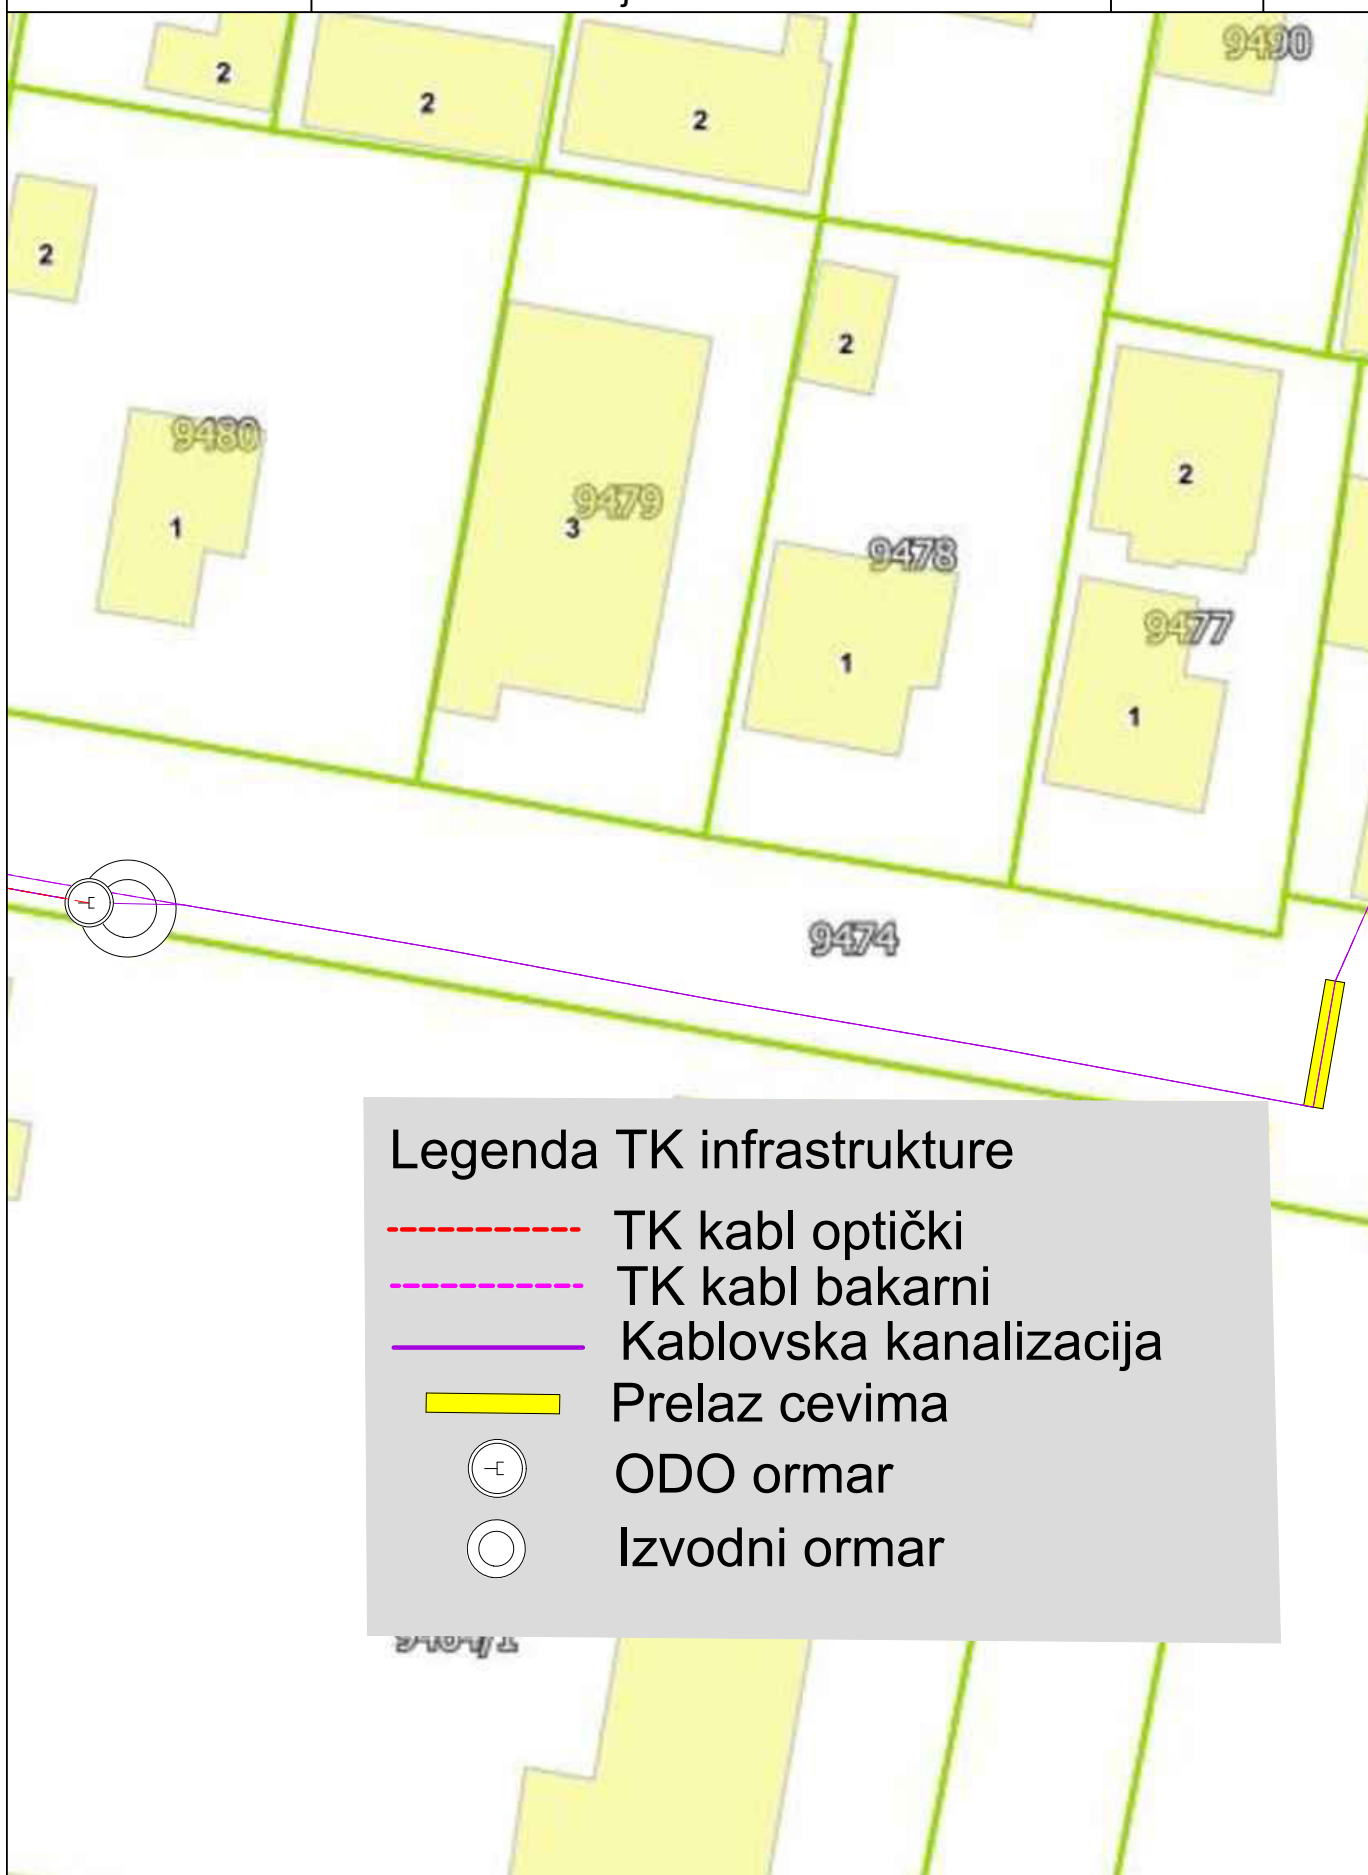 9490
2
2
2
2
2
9480
2
9479
1
3
9478
9477
1
1
9474
Legenda TK infrastrukture
TK kabl optički
TK kabl bakarni
Kablovska kanalizacija
Prelaz cevima
ODO ormar
Izvodni ormar